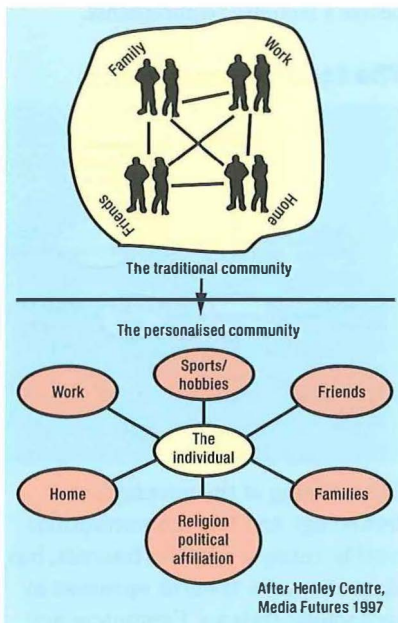 Family
Work
Friends
Home
The traditional community
The personalised community
Sports/
hobbies
Work
Friends
The
individual
Home
Families
Religion
political
affiliation
After Henley Centre,
Media Futures 1997